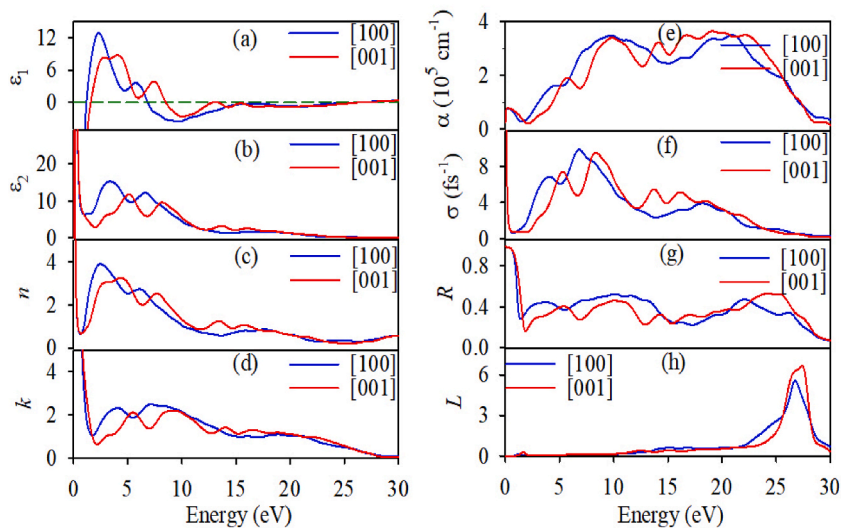 12
8
4
0
ε₁
(a)
[100]
[001]
20
10
0
ε₂
(b)
[100]
[001]
4
2
0
n
(c)
[100]
[001]
4
2
0
k
(d)
[100]
[001]
0 5 10 15 20 25 30
Energy (eV)
4
2
0
α (10⁵ cm⁻¹)
(e)
[100]
[001]
8
4
0
σ (fs⁻¹)
(f)
[100]
[001]
0.8
0.4
0.0
R
(g)
[100]
[001]
6
3
0
L
(h)
[100]
[001]
0 5 10 15 20 25 30
Energy (eV)